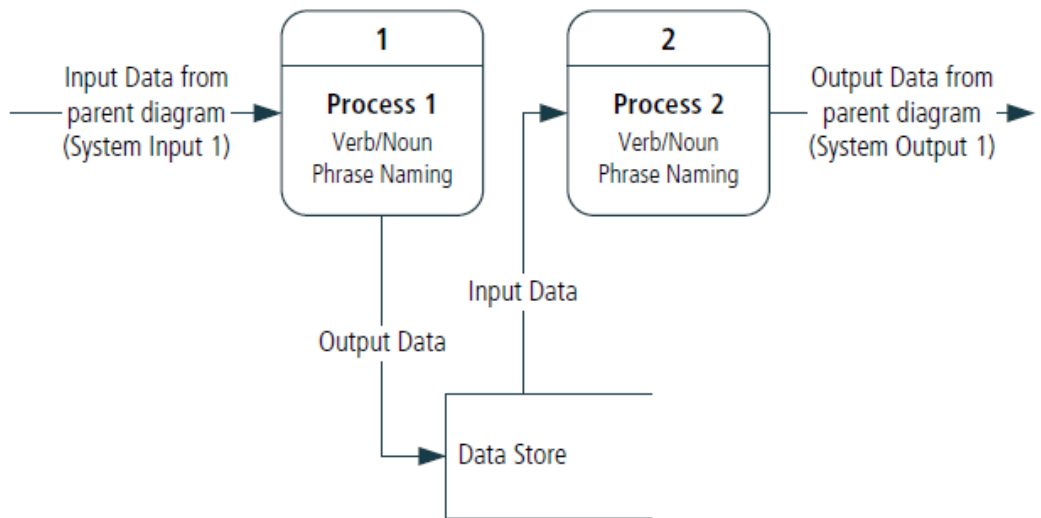 Input Data from
parent diagram
(System Input 1)
1
Process 1
Verb/Noun
Phrase Naming
2
Process 2
Verb/Noun
Phrase Naming
Output Data from
parent diagram
(System Output 1)
Input Data
Output Data
Data Store